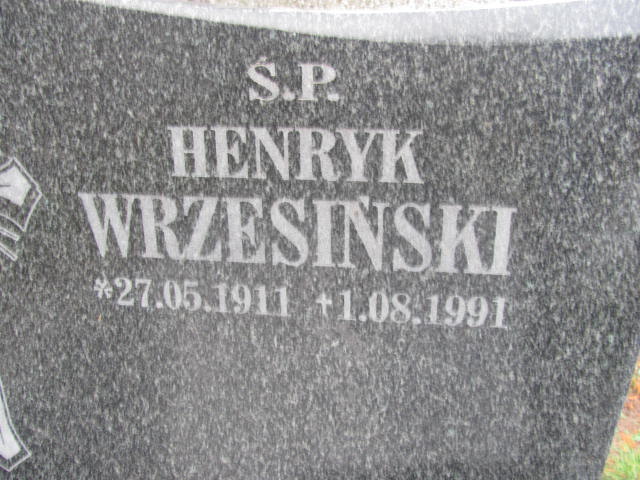 Ś.P.
HENRYK
WRZESIŃSKI
*27.05.1911 +1.08.1991